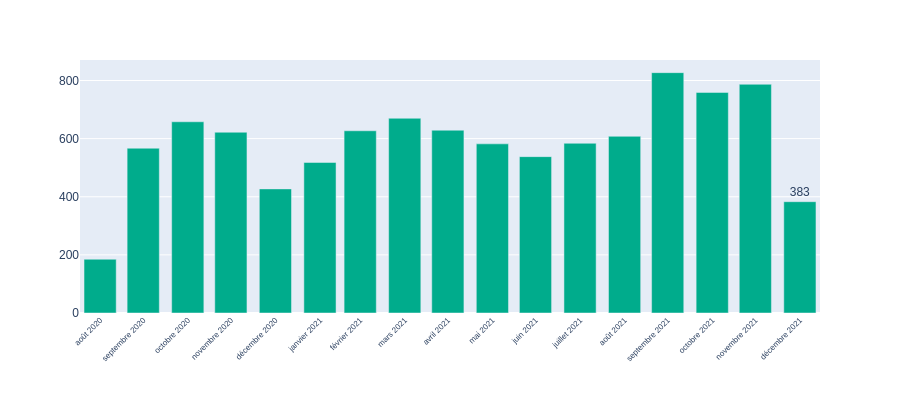 800
600
400
200
0
383
août 2020
septembre 2020
octobre 2020
novembre 2020
décembre 2020
janvier 2021
février 2021
mars 2021
avril 2021
mai 2021
juin 2021
juillet 2021
août 2021
septembre 2021
octobre 2021
novembre 2021
décembre 2021